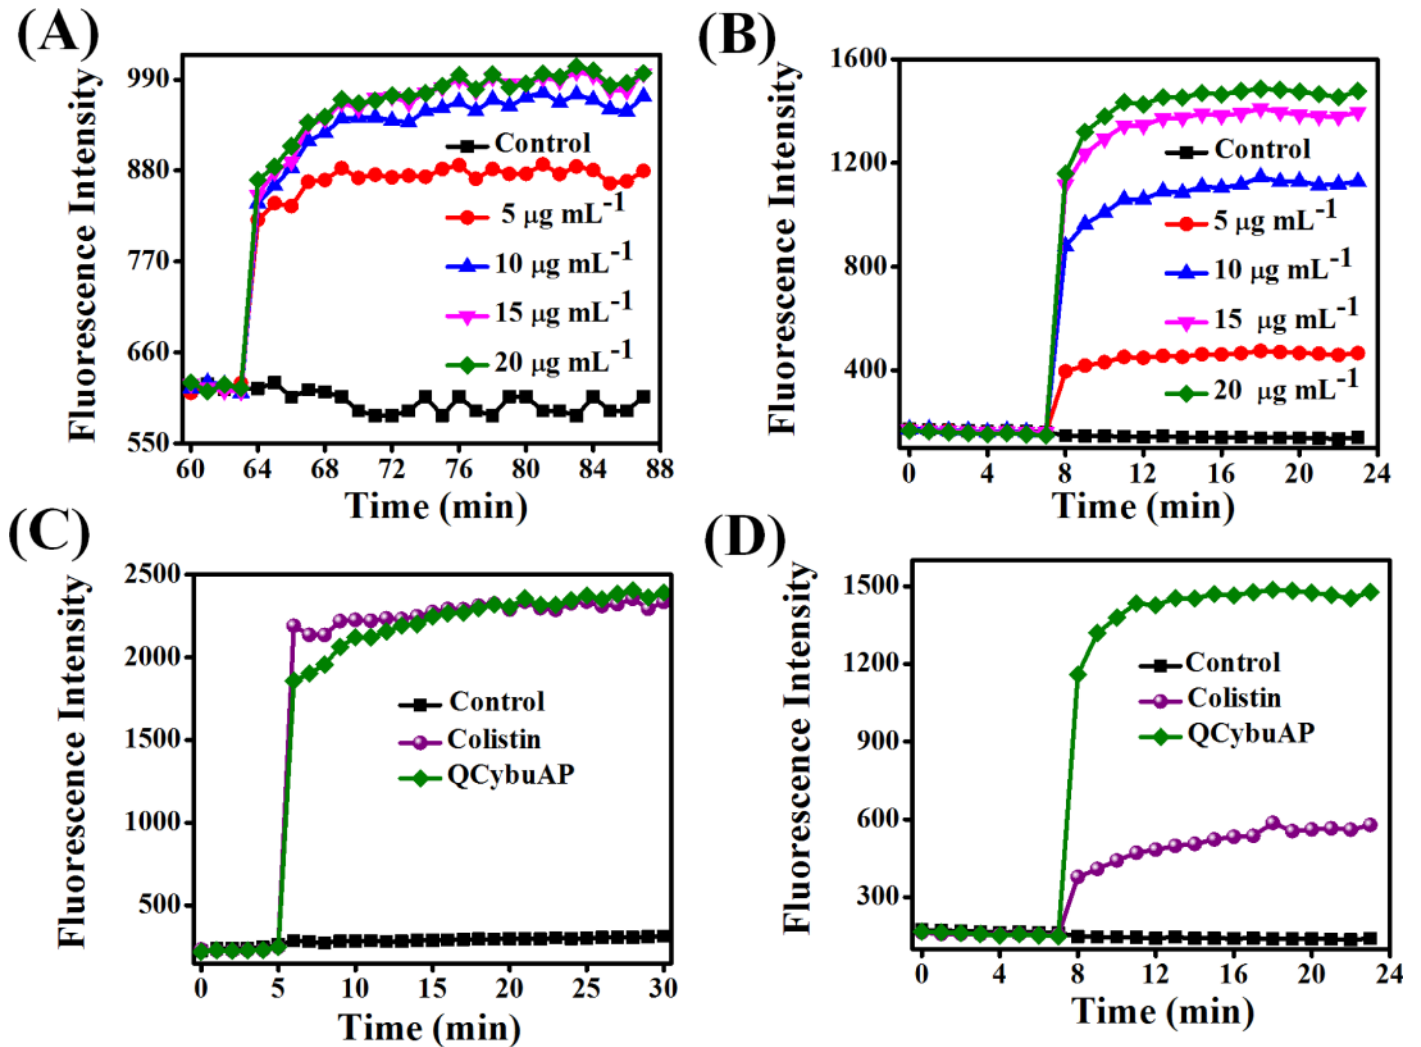 (A)
Fluorescence Intensity
990
880
770
660
550
Control
5 μg mL-1
10 μg mL-1
15 μg mL-1
20 μg mL-1
60 64 68 72 76 80 84 88
Time (min)
(B)
Fluorescence Intensity
1600
1200
800
400
Control
5 μg mL-1
10 μg mL-1
15 μg mL-1
20 μg mL-1
0 4 8 12 16 20 24
Time (min)
(C)
Fluorescence Intensity
2500
2000
1500
1000
500
Control
Colistin
QCybuAP
0 5 10 15 20 25 30
Time (min)
(D)
Fluorescence Intensity
1500
1200
900
600
300
Control
Colistin
QCybuAP
0 4 8 12 16 20 24
Time (min)